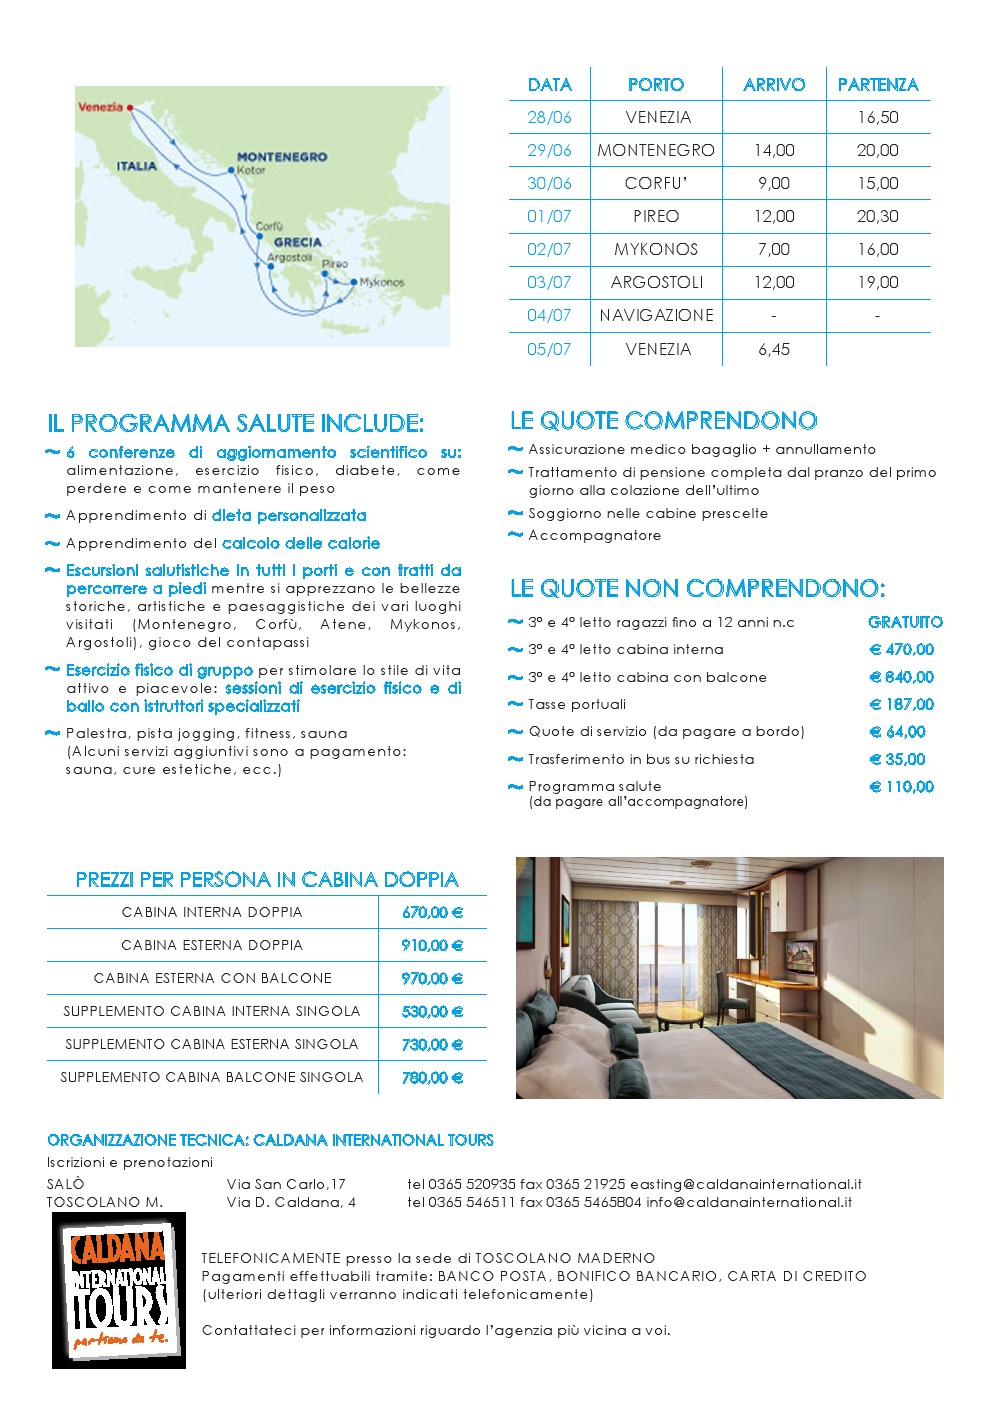 Venezia
ITALIA
MONTENEGRO
Kotor
Corfù
GRECIA
Argostoli
Pireo
Mykonos
DATA PORTO ARRIVO PARTENZA
28/06 VENEZIA 16,50
29/06 MONTENEGRO 14,00 20,00
30/06 CORFU' 9,00 15,00
01/07 PIREO 12,00 20,30
02/07 MYKONOS 7,00 16,00
03/07 ARGOSTOLI 12,00 19,00
04/07 NAVIGAZIONE - -
05/07 VENEZIA 6,45
IL PROGRAMMA SALUTE INCLUDE:
~ 6 conferenze di aggiornamento scientifico su:
alimentazione, esercizio fisico, diabete, come
perdere e come mantenere il peso
~ Apprendimento di dieta personalizzata
~ Apprendimento del calcolo delle calorie
~ Escursioni salutistiche in tutti i porti e con tratti da
percorrere a piedi mentre si apprezzano le bellezze
storiche, artistiche e paesaggistiche dei vari luoghi
visitati (Montenegro, Corfù, Atene, Mykonos,
Argostoli), gioco del contapassi
~ Esercizio fisico di gruppo per stimolare lo stile di vita
attivo e piacevole: sessioni di esercizio fisico e di
ballo con istruttori specializzati
~ Palestra, pista jogging, fitness, sauna
(Alcuni servizi aggiuntivi sono a pagamento:
sauna, cure estetiche, ecc.)
LE QUOTE COMPRENDONO
~ Assicurazione medico bagaglio + annullamento
~ Trattamento di pensione completa dal pranzo del primo
giorno alla colazione dell'ultimo
~ Soggiorno nelle cabine prescelte
~ Accompagnatore
LE QUOTE NON COMPRENDONO:
~ 3° e 4° letto ragazzi fino a 12 anni n.c GRATUITO
~ 3° e 4° letto cabina interna € 470,00
~ 3° e 4° letto cabina con balcone € 840,00
~ Tasse portuali € 187,00
~ Quote di servizio (da pagare a bordo) € 64,00
~ Trasferimento in bus su richiesta € 35,00
~ Programma salute € 110,00
(da pagare all'accompagnatore)
PREZZI PER PERSONA IN CABINA DOPPIA
CABINA INTERNA DOPPIA 670,00 €
CABINA ESTERNA DOPPIA 910,00 €
CABINA ESTERNA CON BALCONE 970,00 €
SUPPLEMENTO CABINA INTERNA SINGOLA 530,00 €
SUPPLEMENTO CABINA ESTERNA SINGOLA 730,00 €
SUPPLEMENTO CABINA BALCONE SINGOLA 780,00 €
ORGANIZZAZIONE TECNICA: CALDANA INTERNATIONAL TOURS
Iscrizioni e prenotazioni
SALÒ Via San Carlo,17 tel 0365 520935 fax 0365 21925 easting@caldanainternational.it
TOSCOLANO M. Via D. Caldana, 4 tel 0365 546511 fax 0365 5465804 info@caldanainternational.it
CALDANA
INTERNATIONAL
TOURS
partiamo da te.
TELEFONICAMENTE presso la sede di TOSCOLANO MADERNO
Pagamenti effettuabili tramite: BANCO POSTA, BONIFICO BANCARIO, CARTA DI CREDITO
(ulteriori dettagli verranno indicati telefonicamente)
Contattateci per informazioni riguardo l'agenzia più vicina a voi.